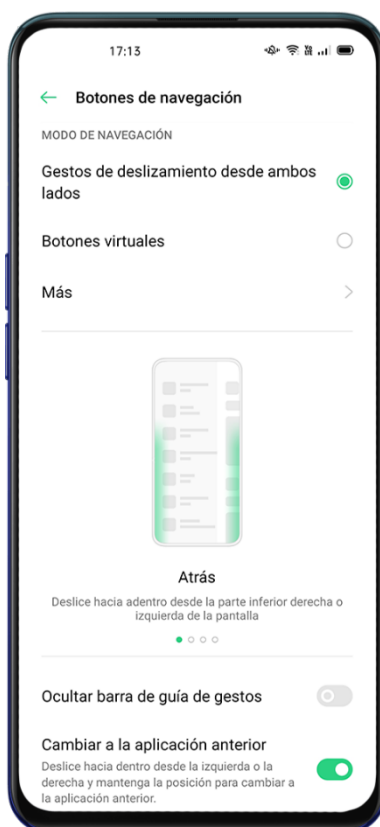 17:13
Botones de navegación
MODO DE NAVEGACIÓN
Gestos de deslizamiento desde ambos
lados
Botones virtuales
Más
Atrás
Deslice hacia adentro desde la parte inferior derecha o
izquierda de la pantalla
Ocultar barra de guía de gestos
Cambiar a la aplicación anterior
Deslice hacia dentro desde la izquierda o la
derecha y mantenga la posición para cambiar a
la aplicación anterior.